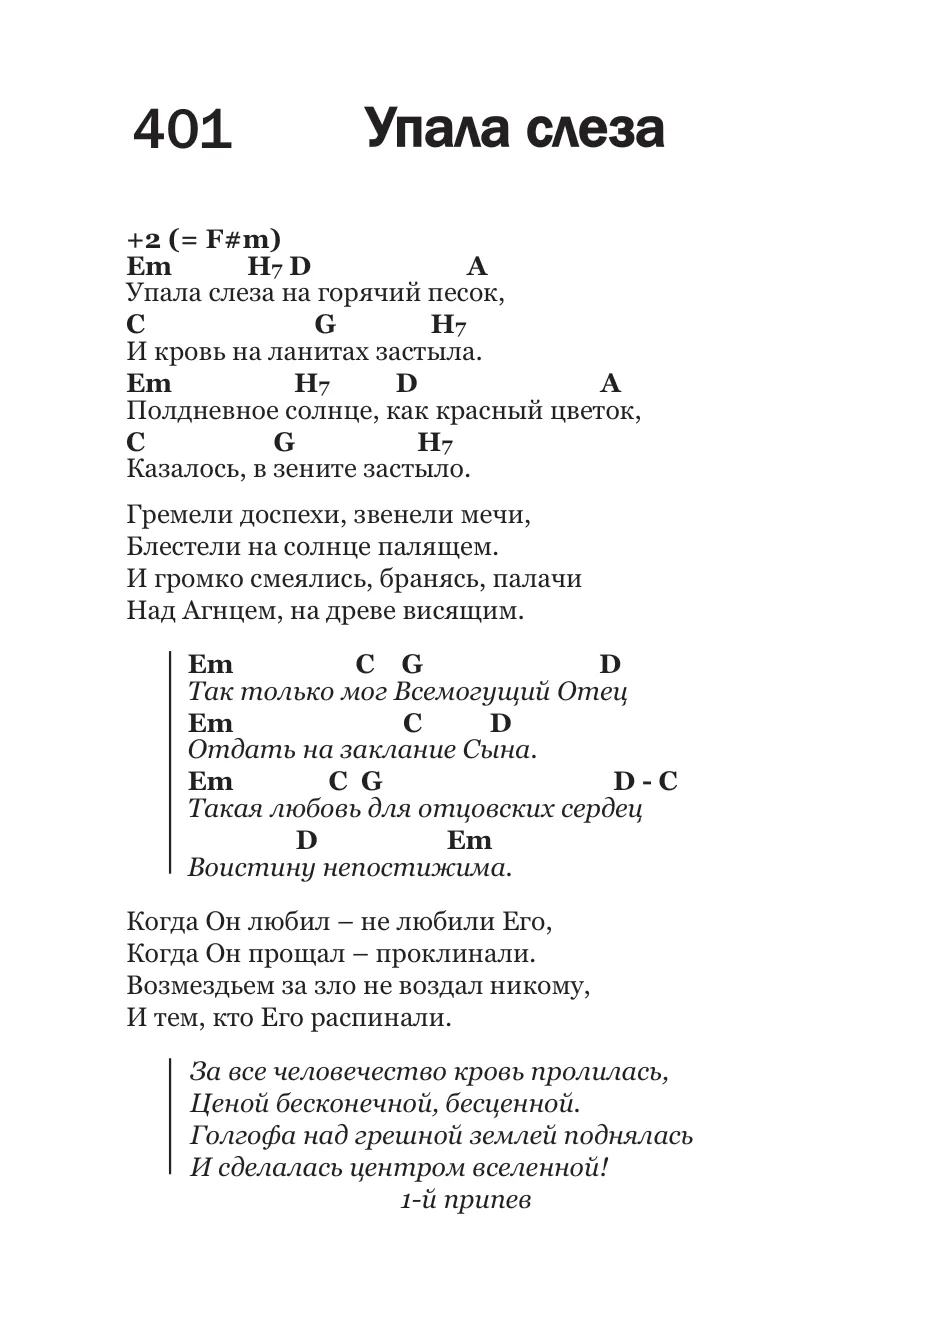 401 Упала слеза
+2 (= F#m)
Em H7 D A
Упала слеза на горячий песок,
C G H7
И кровь на ланитах застыла.
Em H7 D A
Полдневное солнце, как красный цветок,
C G H7
Казалось, в зените застыло.
Гремели доспехи, звенели мечи,
Блестели на солнце палящем.
И громко смеялись, бранясь, палачи
Над Агнцем, на древе висящим.
Em C G D
Так только мог Всемогущий Отец
Em C D
Отдать на заклание Сына.
Em C G D - C
Такая любовь для отцовских сердец
D Em
Воистину непостижима.
Когда Он любил – не любили Его,
Когда Он прощал – проклинали.
Возмездьем за зло не воздал никому,
И тем, кто Его распинали.
За все человечество кровь пролилась,
Ценой бесконечной, бесценной.
Голгофа над грешной землей поднялась
И сделалась центром вселенной!
1-й припев